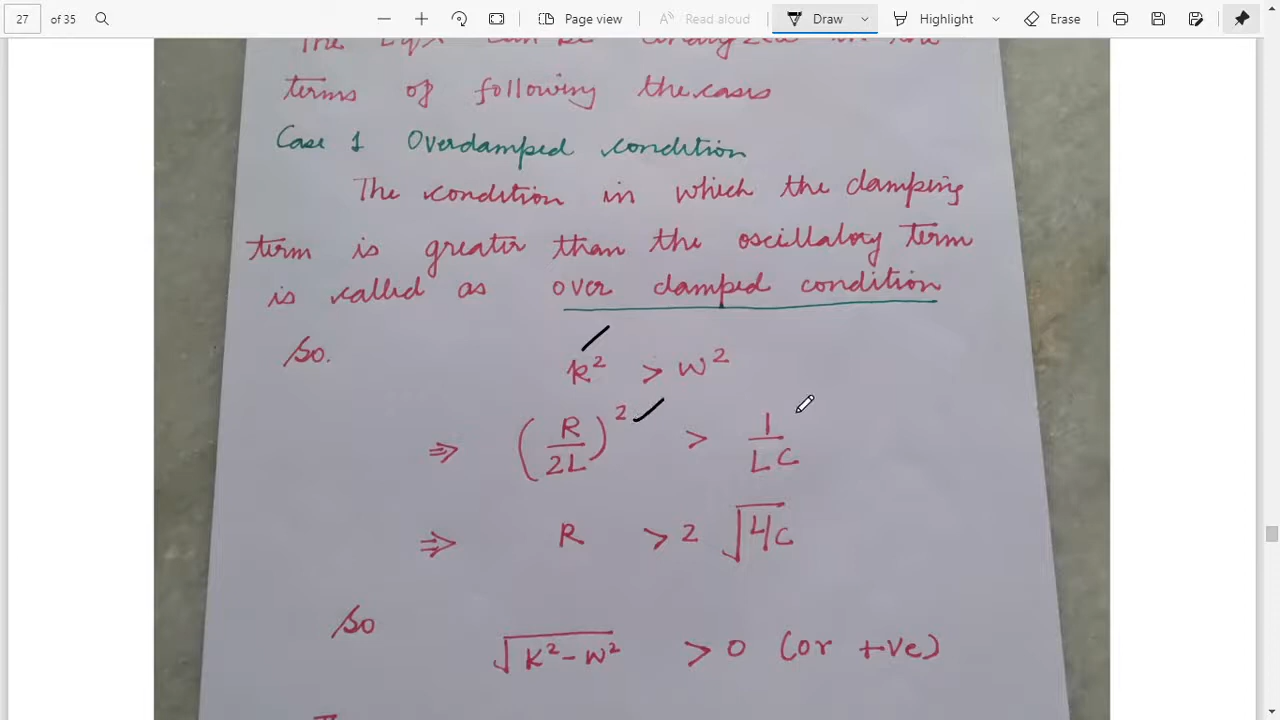 27 of 35 Page view Read aloud Draw Highlight Erase
terms of following the cases
Case 1 Overdamped condition
The condition in which the damping
term is greater than the oscillatory term
is called as over damped condition
So.
k² > w²
⇒ (R/2L)² > 1/LC
⇒ R > 2 √4C
So
√K²-w² > 0 (or +ve)